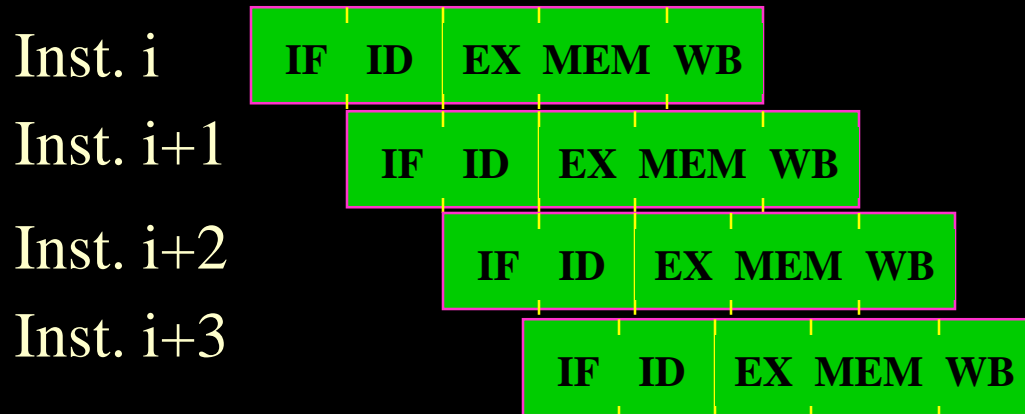 Inst. i IF ID EX MEM WB
Inst. i+1 IF ID EX MEM WB
Inst. i+2 IF ID EX MEM WB
Inst. i+3 IF ID EX MEM WB